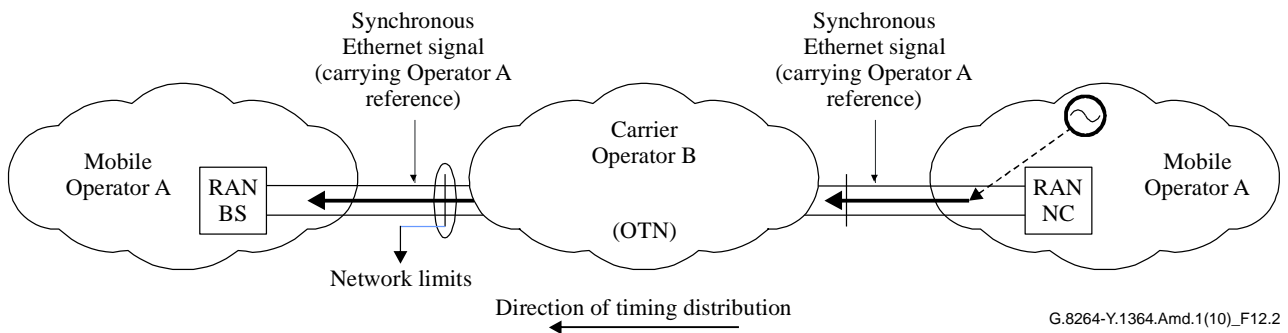 Synchronous
Ethernet signal
(carrying Operator A
reference)
Synchronous
Ethernet signal
(carrying Operator A
reference)
Mobile
Operator A
RAN
BS
Carrier
Operator B
(OTN)
RAN
NC
Mobile
Operator A
Network limits
Direction of timing distribution
G.8264-Y.1364.Amd.1(10)_F12.2